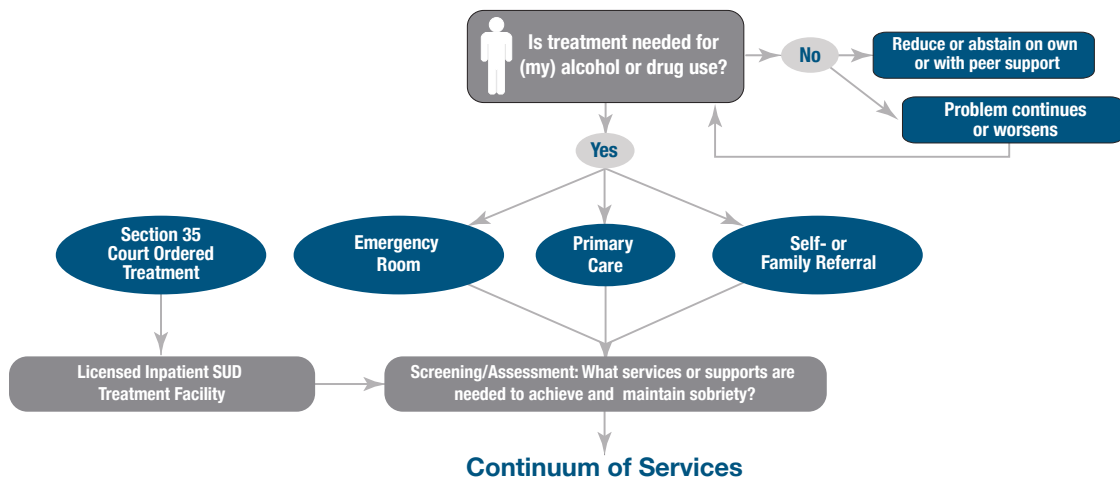 Is treatment needed for
(my) alcohol or drug use?
No
Reduce or abstain on own
or with peer support
Problem continues
or worsens
Yes
Section 35
Court Ordered
Treatment
Emergency
Room
Primary
Care
Self- or
Family Referral
Licensed Inpatient SUD
Treatment Facility
Screening/Assessment: What services or supports are
needed to achieve and maintain sobriety?
Continuum of Services